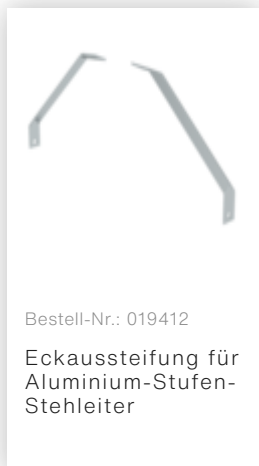 Bestell-Nr.: 019412
Eckaussteifung für
Aluminium-Stufen-
Stehleiter